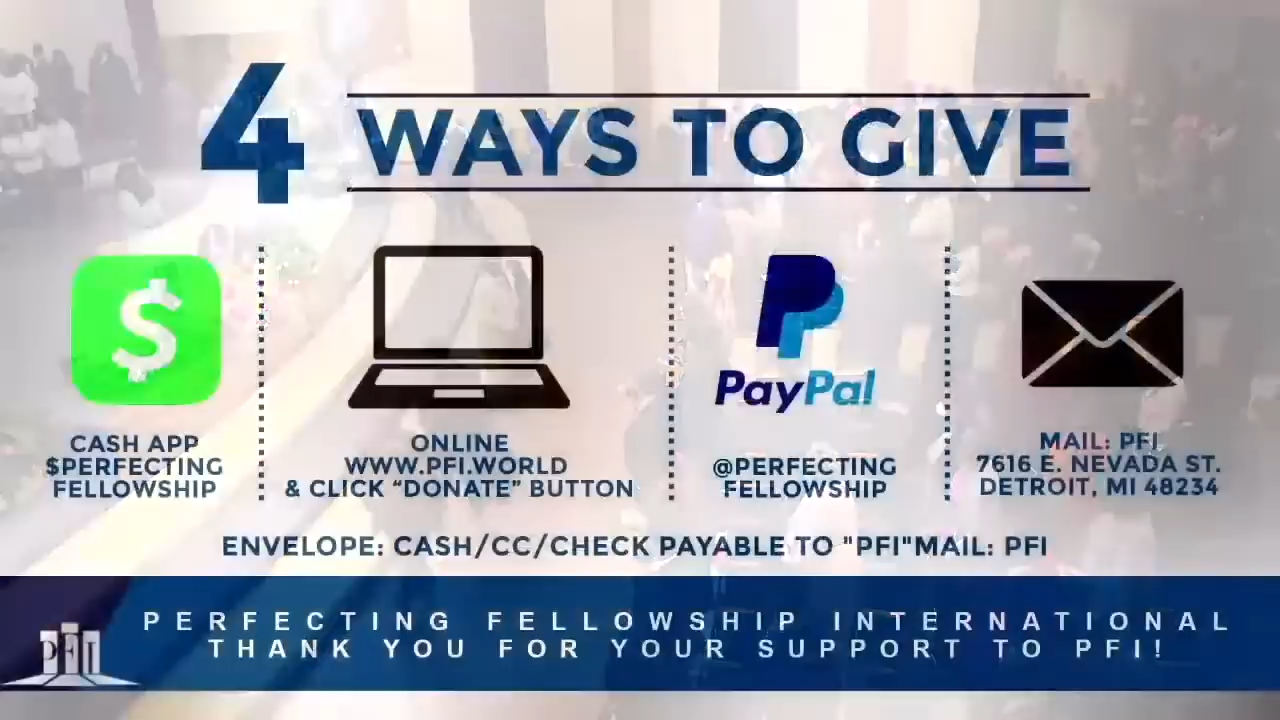 4 WAYS TO GIVE
$
CASH APP
$PERFECTING
FELLOWSHIP
ONLINE
WWW.PFI.WORLD
& CLICK “DONATE” BUTTON
PayPal
@PERFECTING
FELLOWSHIP
MAIL: PFI
7616 E. NEVADA ST.
DETROIT, MI 48234
ENVELOPE: CASH/CC/CHECK PAYABLE TO "PFI"MAIL: PFI
PFI
PERFECTING FELLOWSHIP INTERNATIONAL
THANK YOU FOR YOUR SUPPORT TO PFI!